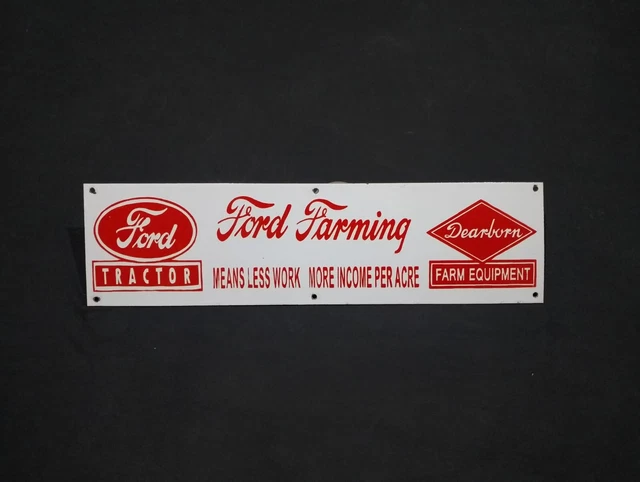 Ford
TRACTOR
Ford Farming
MEANS LESS WORK MORE INCOME PER ACRE
Dearborn
FARM EQUIPMENT